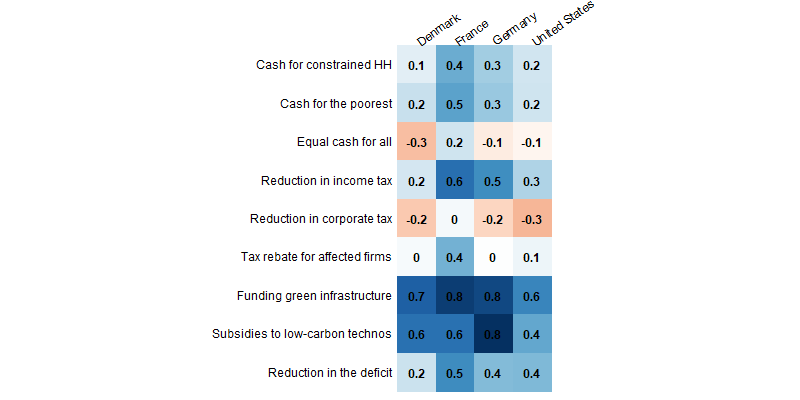 Denmark France Germany United States
Cash for constrained HH 0.1 0.4 0.3 0.2
Cash for the poorest 0.2 0.5 0.3 0.2
Equal cash for all -0.3 0.2 -0.1 -0.1
Reduction in income tax 0.2 0.6 0.5 0.3
Reduction in corporate tax -0.2 0 -0.2 -0.3
Tax rebate for affected firms 0 0.4 0 0.1
Funding green infrastructure 0.7 0.8 0.8 0.6
Subsidies to low-carbon technos 0.6 0.6 0.8 0.4
Reduction in the deficit 0.2 0.5 0.4 0.4